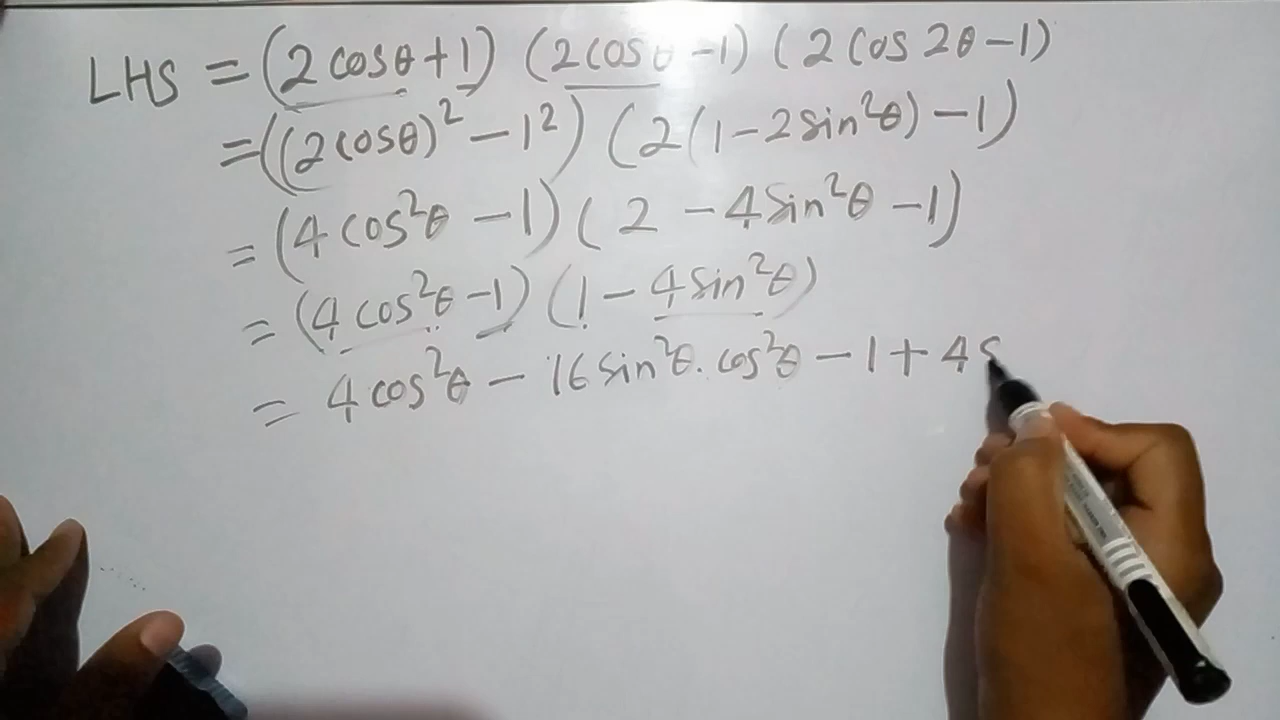 LHS = (2cosθ+1) (2cosθ-1) (2cos2θ-1)
= ((2cosθ)² - 1²) (2(1-2sin²θ) - 1)
= (4cos²θ - 1) (2 - 4sin²θ - 1)
= (4cos²θ - 1) (1 - 4sin²θ)
= 4cos²θ - 16sin²θ.cos²θ - 1 + 4s